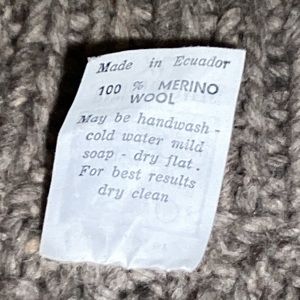 Made in Ecuador
100 % MERINO
WOOL
May be handwash -
cold water mild
soap - dry flat.
For best results
dry clean